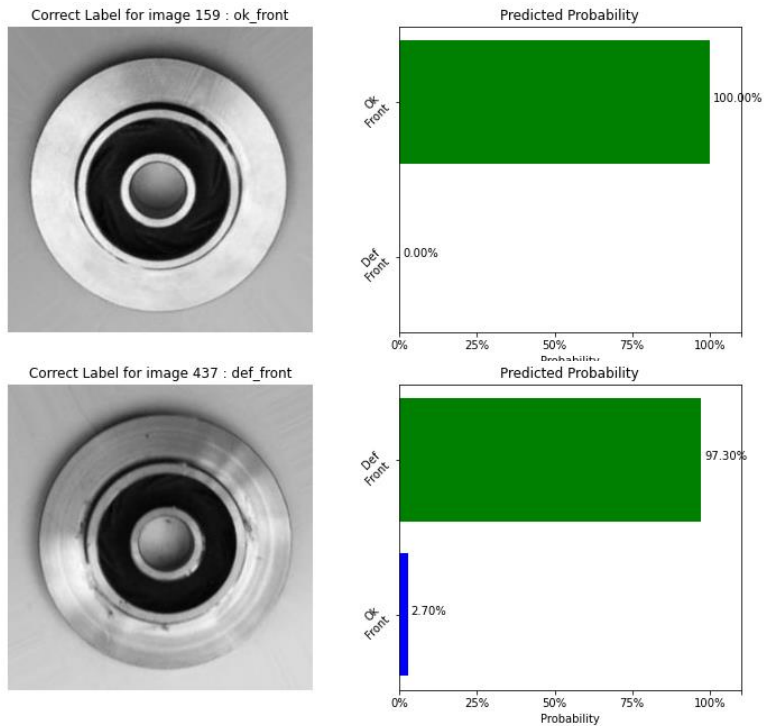 Correct Label for image 159 : ok_front
Predicted Probability
Ok
Front
100.00%
Def
Front
0.00%
0%
25%
50%
75%
100%
Probability
Correct Label for image 437 : def_front
Predicted Probability
Def
Front
97.30%
Ok
Front
2.70%
0%
25%
50%
75%
100%
Probability